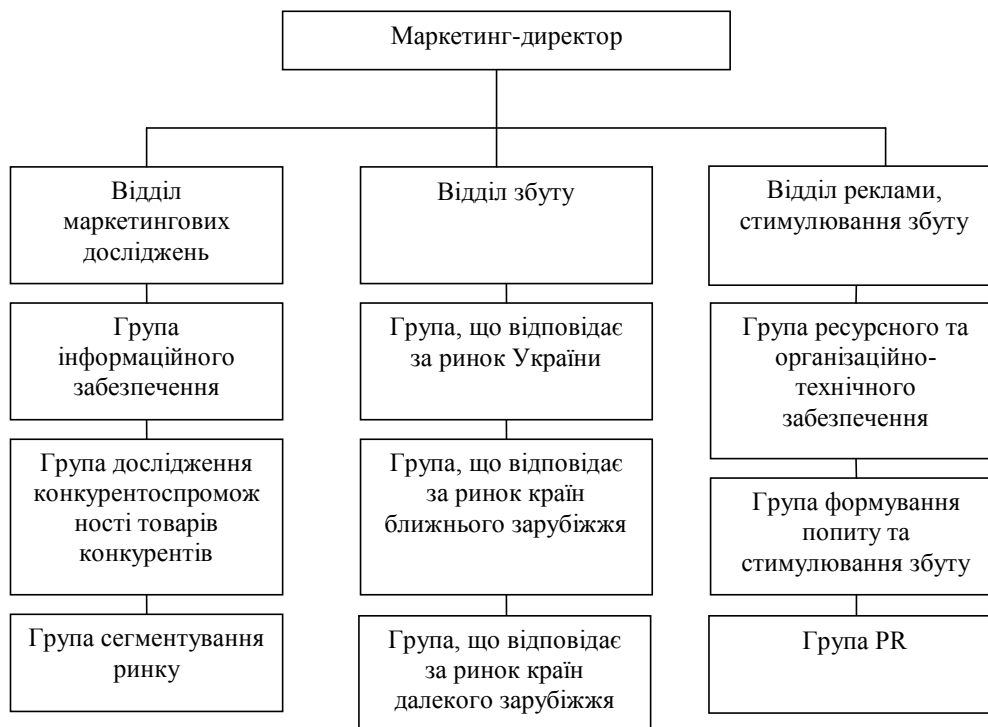 Маркетинг-директор
Відділ
маркетингових
досліджень
Група
інформаційного
забезпечення
Група дослідження
конкурентоспромож
ності товарів
конкурентів
Група сегментування
ринку
Відділ збуту
Група, що відповідає
за ринок України
Група, що відповідає
за ринок країн
ближнього зарубіжжя
Група, що відповідає
за ринок країн
далекого зарубіжжя
Відділ реклами,
стимулювання збуту
Група ресурсного та
організаційно-
технічного
забезпечення
Група формування
попиту та
стимулювання збуту
Група PR